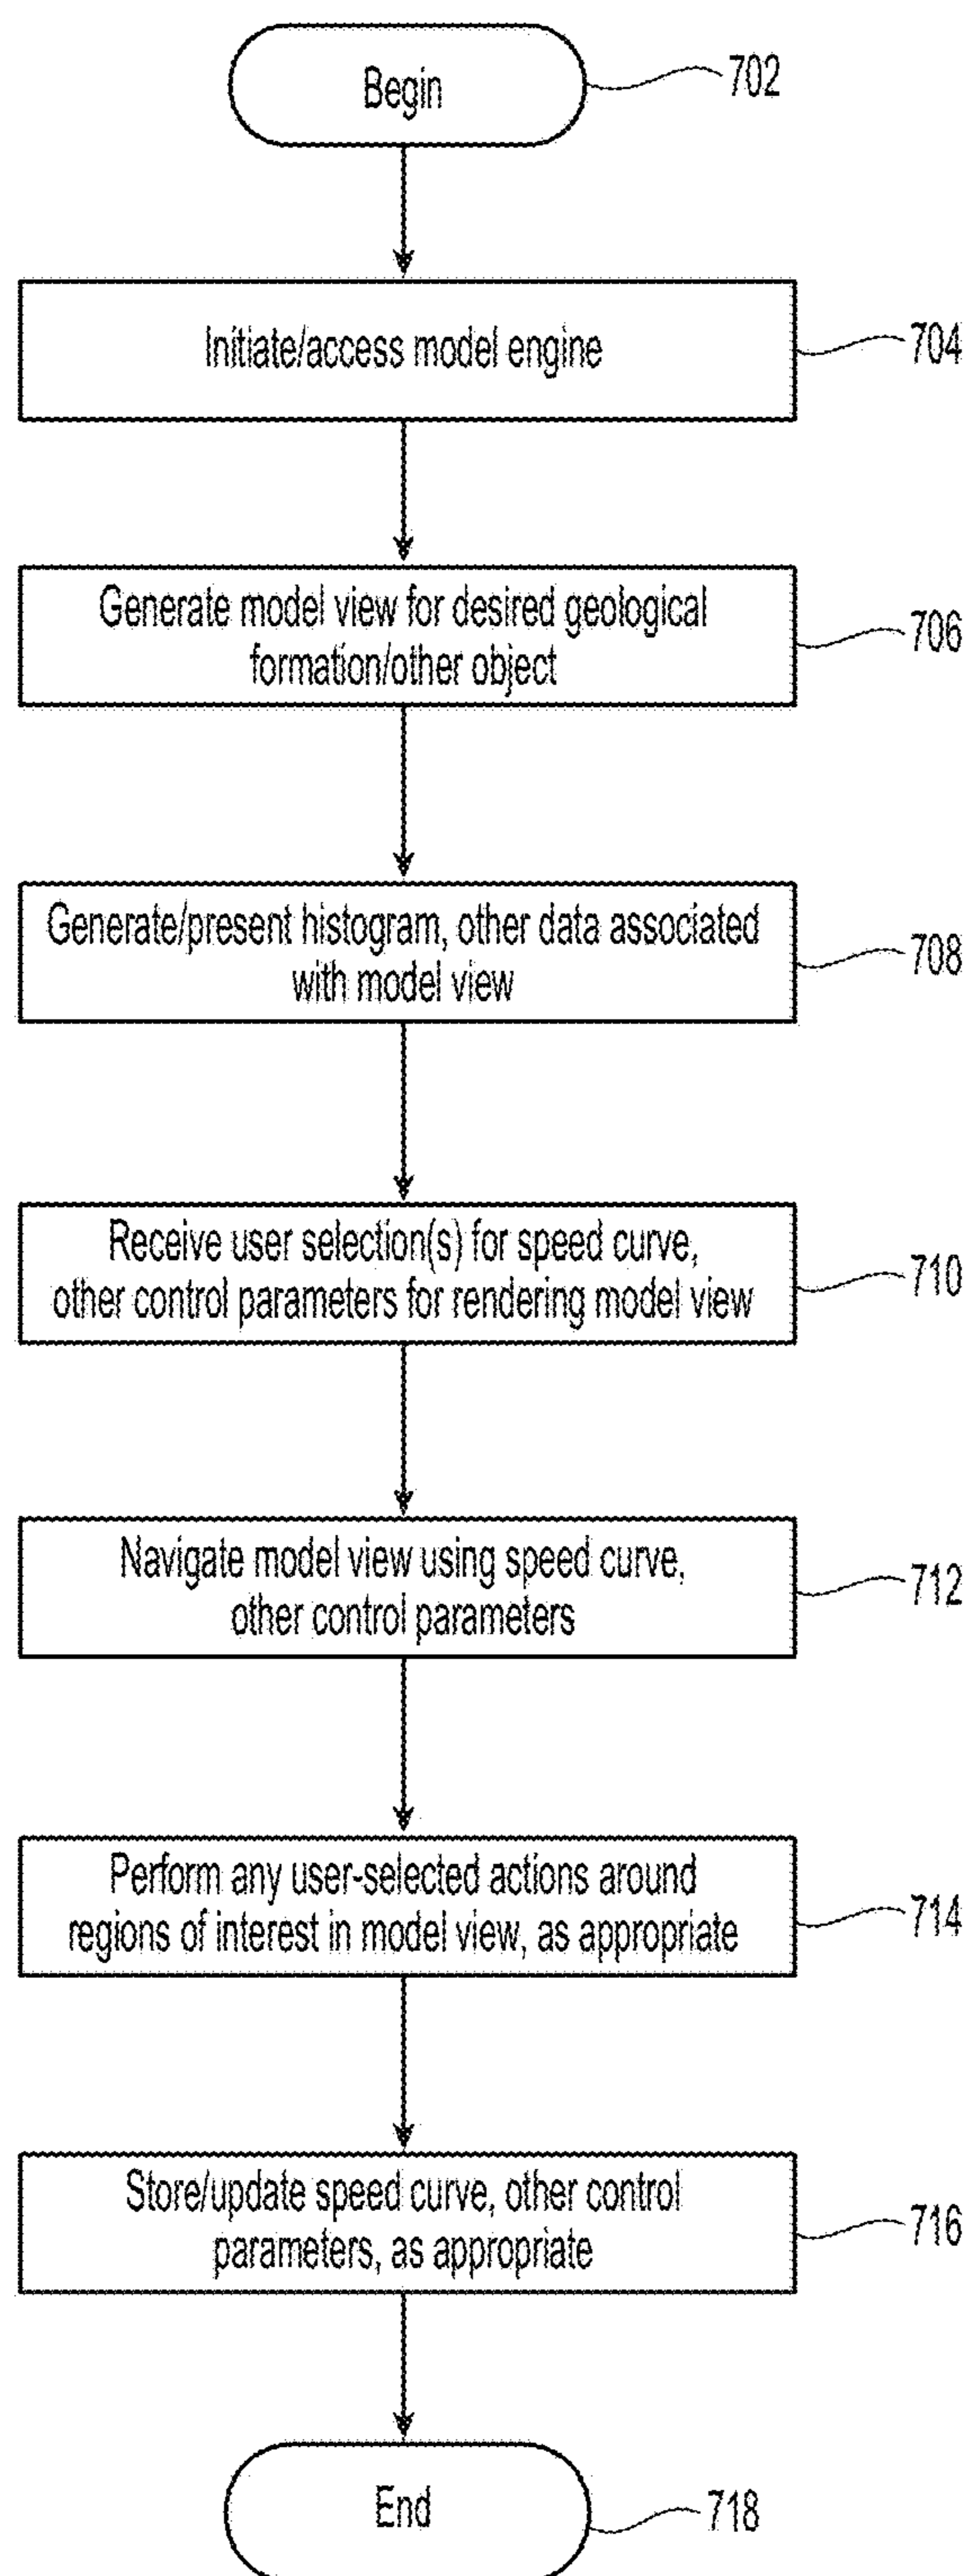 Begin
702
Initiate/access model engine
704
Generate model view for desired geological
formation/other object
706
Generate/present histogram, other data associated
with model view
708
Receive user selection(s) for speed curve,
other control parameters for rendering model view
710
Navigate model view using speed curve,
other control parameters
712
Perform any user-selected actions around
regions of interest in model view, as appropriate
714
Store/update speed curve, other control
parameters, as appropriate
716
End
718